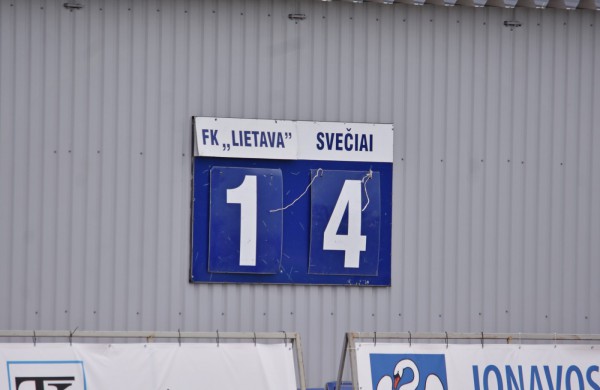 FK „LIETAVA” SVEČIAI
1 4
JONAVOS